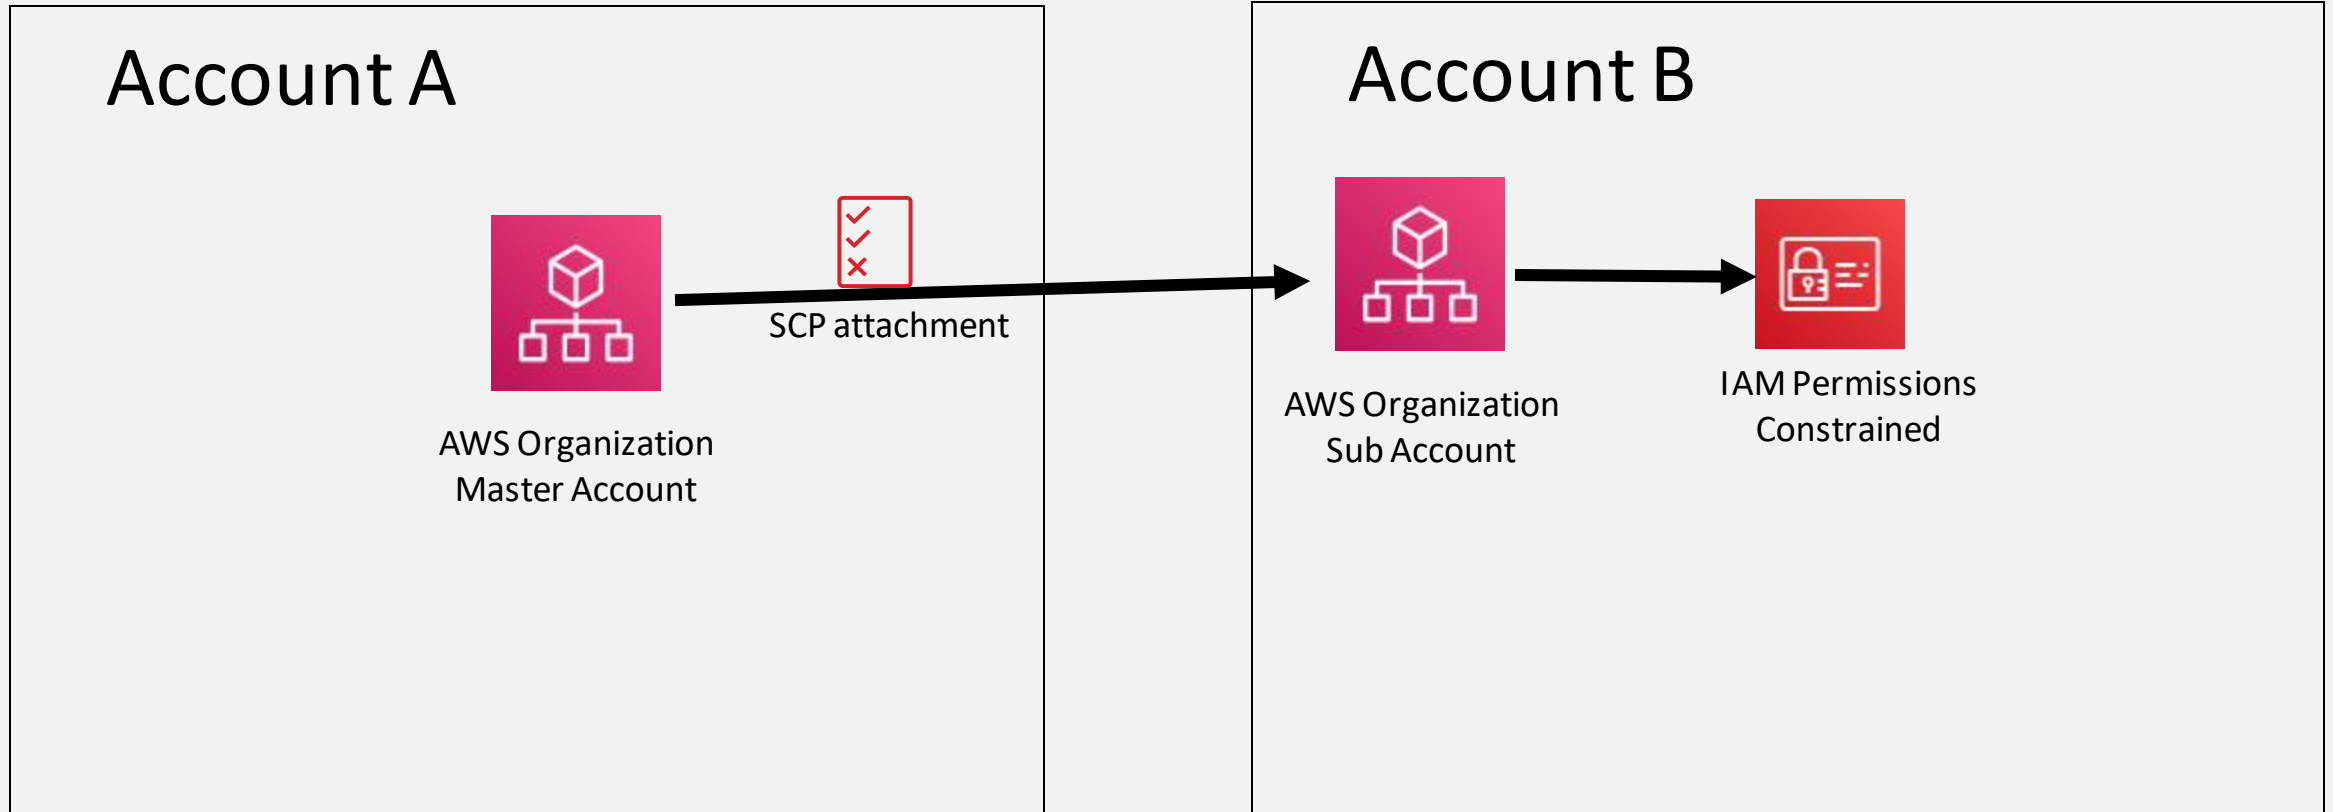 Account A
SCP attachment
AWS Organization
Master Account
Account B
AWS Organization
Sub Account
IAM Permissions
Constrained